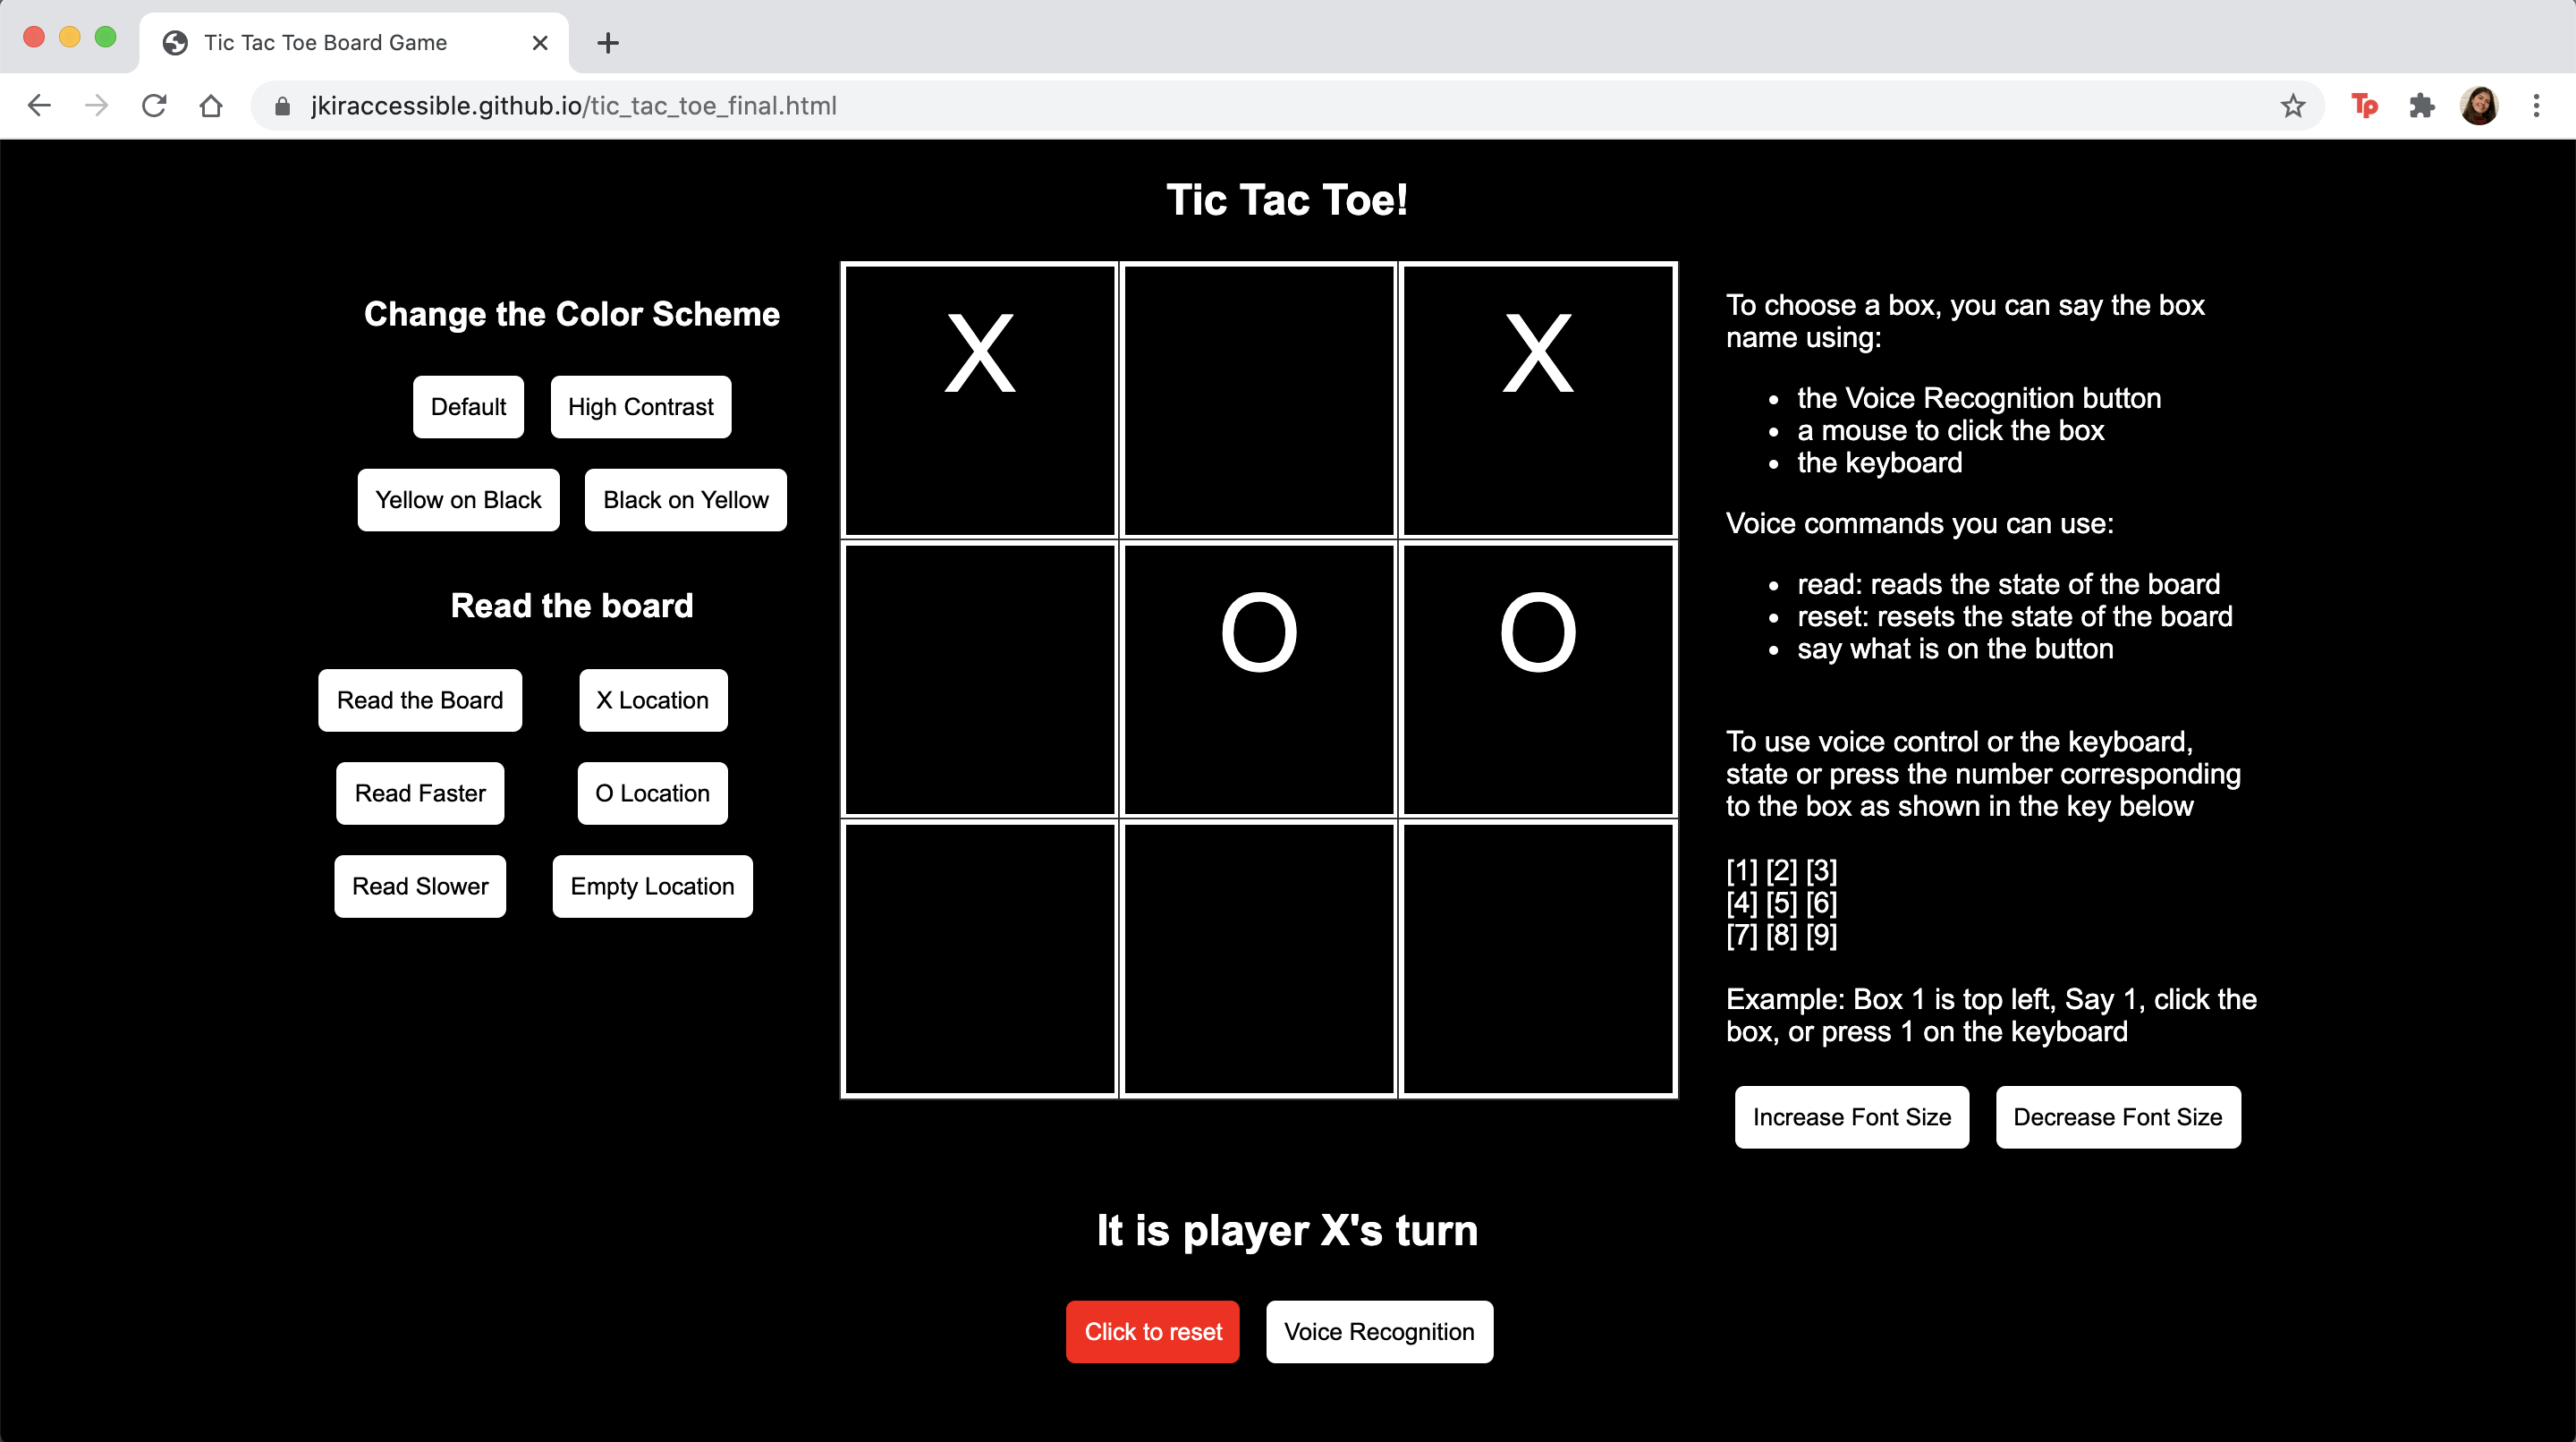 Tic Tac Toe Board Game
jkiraccessible.github.io/tic_tac_toe_final.html
Tp
Tic Tac Toe!
Change the Color Scheme
Default
High Contrast
Yellow on Black
Black on Yellow
Read the board
Read the Board
X Location
Read Faster
O Location
Read Slower
Empty Location
X
X
O
O
To choose a box, you can say the box
name using:
• the Voice Recognition button
• a mouse to click the box
• the keyboard
Voice commands you can use:
• read: reads the state of the board
• reset: resets the state of the board
• say what is on the button
To use voice control or the keyboard,
state or press the number corresponding
to the box as shown in the key below
[1] [2] [3]
[4] [5] [6]
[7] [8] [9]
Example: Box 1 is top left, Say 1, click the
box, or press 1 on the keyboard
Increase Font Size
Decrease Font Size
It is player X's turn
Click to reset
Voice Recognition